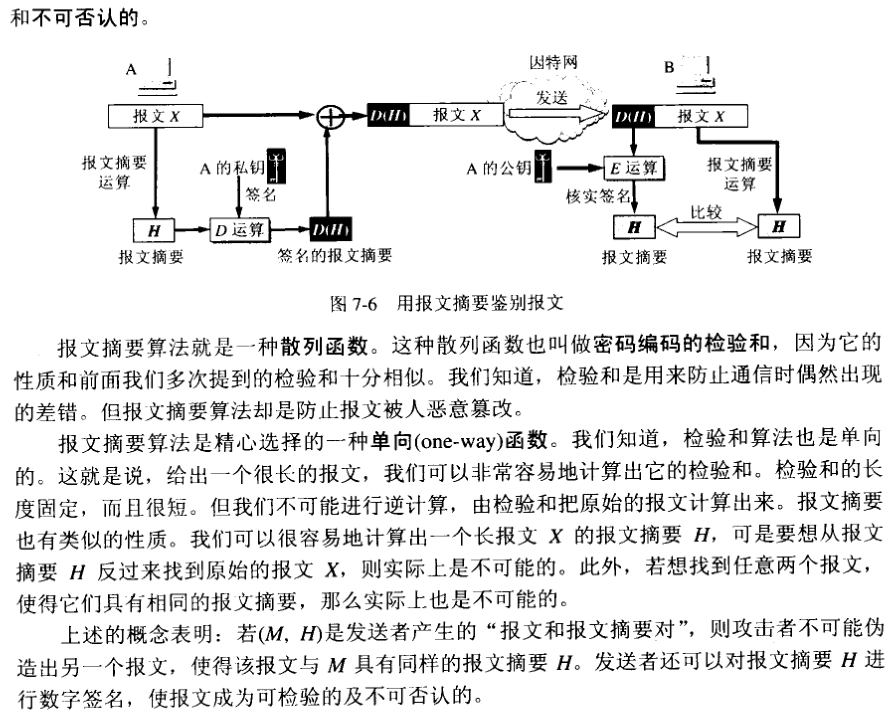 和不可否认的。
因特网
A
B
发送
报文 X
D(H)
报文 X
D(H)
报文 X
报文摘要
运算
A 的私钥
签名
A 的公钥
E 运算
核实签名
报文摘要
运算
比较
H
D 运算
D(H)
H
H
报文摘要
签名的报文摘要
报文摘要
报文摘要
图 7-6 用报文摘要鉴别报文
报文摘要算法就是一种散列函数。这种散列函数也叫做密码编码的检验和，因为它的
性质和前面我们多次提到的检验和十分相似。我们知道，检验和是用来防止通信时偶然出现
的差错。但报文摘要算法却是防止报文被人恶意篡改。
报文摘要算法是精心选择的一种单向(one-way)函数。我们知道，检验和算法也是单向
的。这就是说，给出一个很长的报文，我们可以非常容易地计算出它的检验和。检验和的长
度固定，而且很短。但我们不可能进行逆计算，由检验和把原始的报文计算出来。报文摘要
也有类似的性质。我们可以很容易地计算出一个长报文 X 的报文摘要 H，可是要想从报文
摘要 H 反过来找到原始的报文 X，则实际上是不可能的。此外，若想找到任意两个报文，
使得它们具有相同的报文摘要，那么实际上也是不可能的。
上述的概念表明：若(M, H)是发送者产生的“报文和报文摘要对”，则攻击者不可能伪
造出另一个报文，使得该报文与 M 具有同样的报文摘要 H。发送者还可以对报文摘要 H 进
行数字签名，使报文成为可检验的及不可否认的。